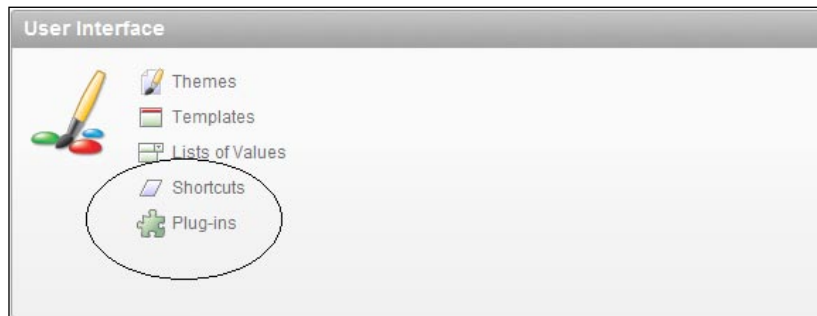 User Interface
Themes
Templates
Lists of Values
Shortcuts
Plug-ins